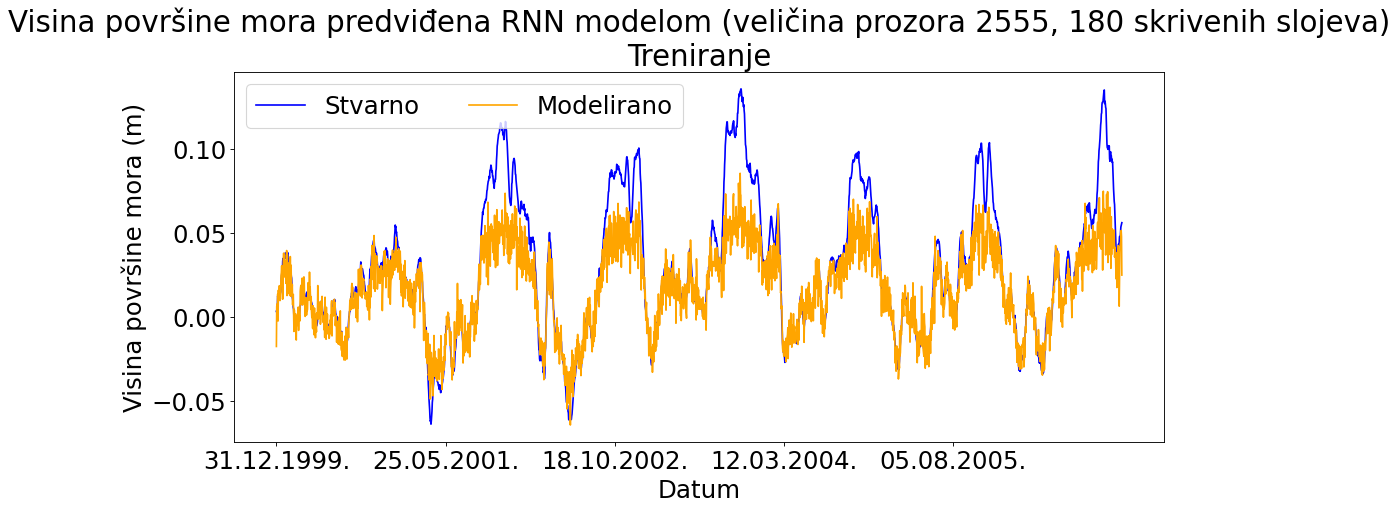 Visina površine mora predviđena RNN modelom (veličina prozora 2555, 180 skrivenih slojeva)
Treniranje
Stvarno Modelirano
Visina površine mora (m)
0.10
0.05
0.00
−0.05
31.12.1999. 25.05.2001. 18.10.2002. 12.03.2004. 05.08.2005.
Datum